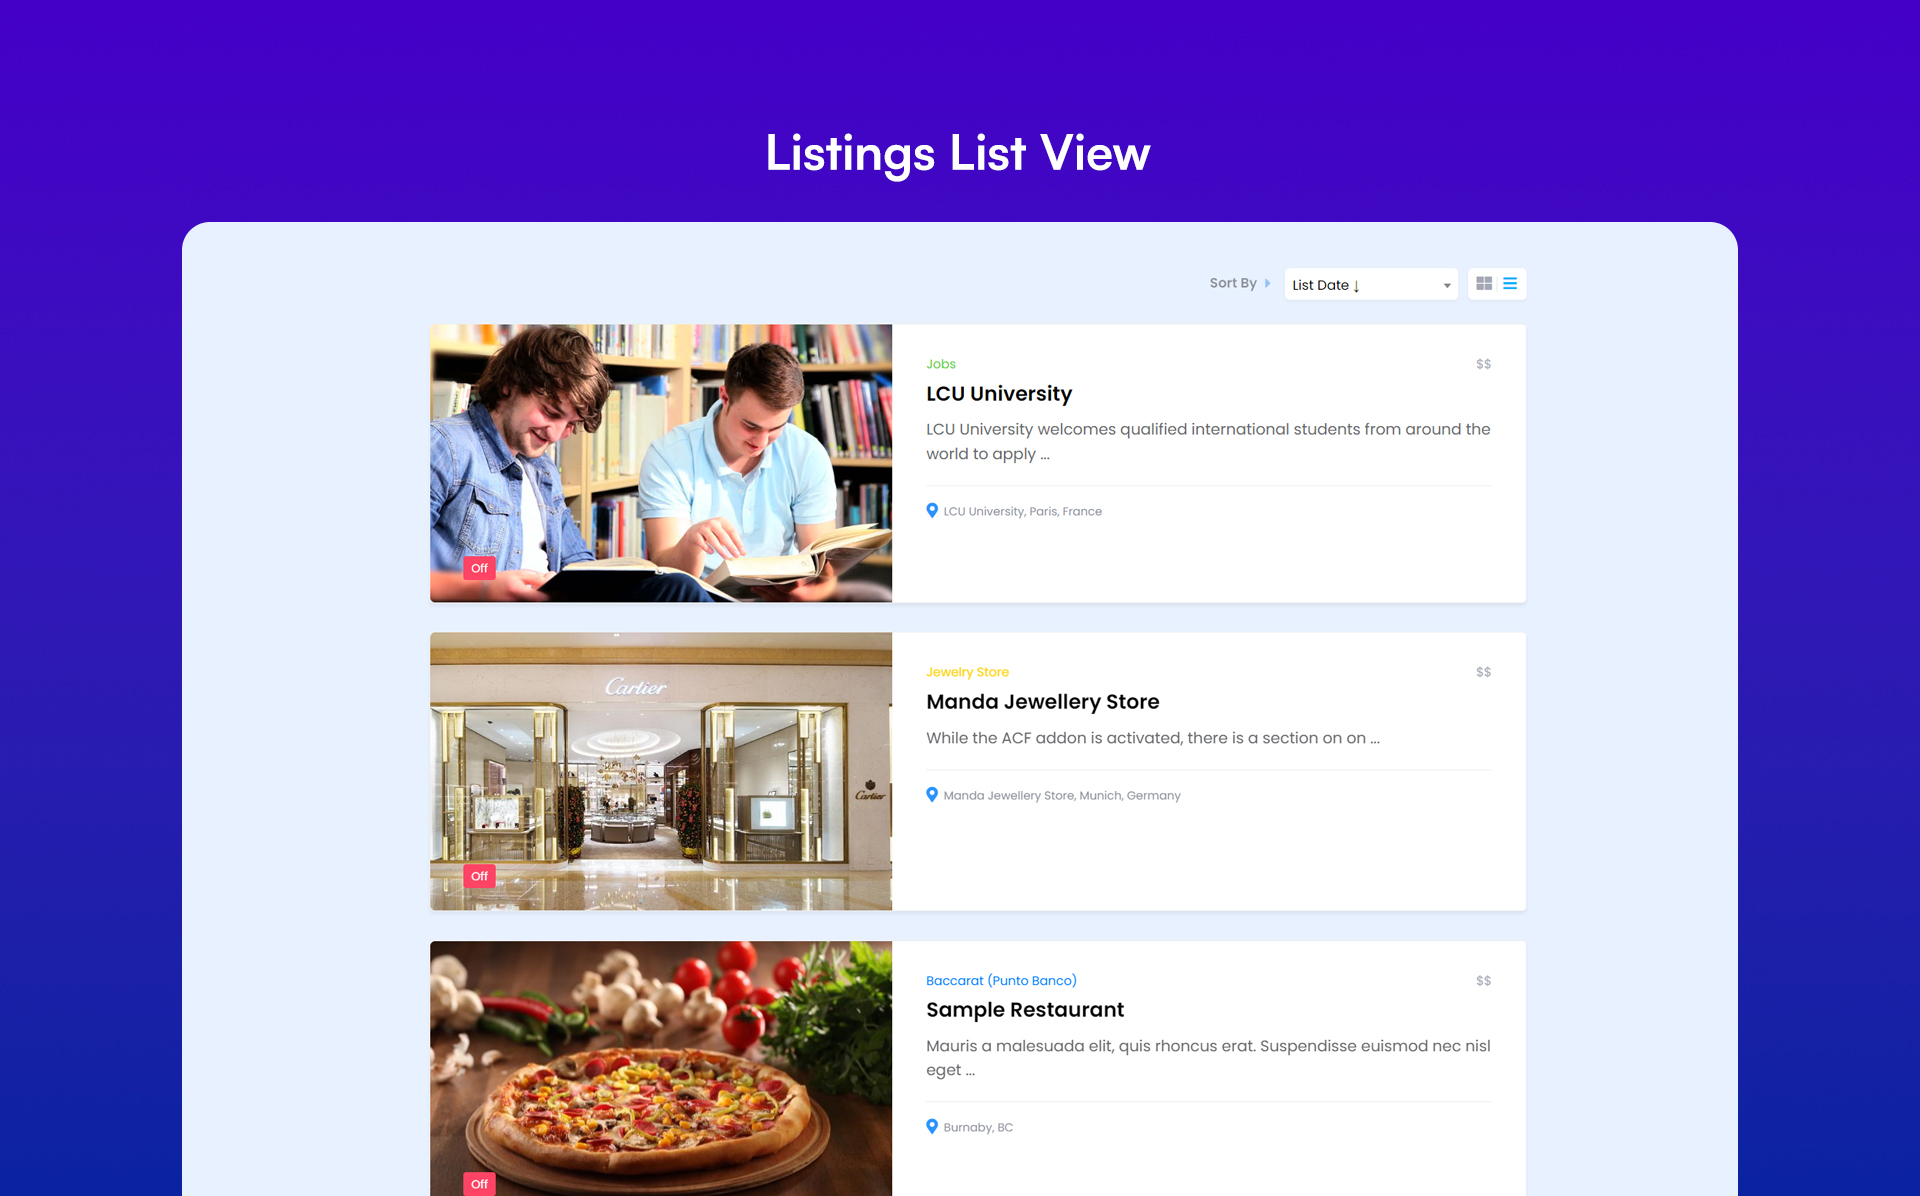 Listings List View
Sort By
List Date ↓
Jobs
$$
LCU University
LCU University welcomes qualified international students from around the
world to apply ...
LCU University, Paris, France
Off
Cartier
Jewelry Store
$$
Manda Jewellery Store
While the ACF addon is activated, there is a section on on ...
Cartier
Manda Jewellery Store, Munich, Germany
Off
Baccarat (Punto Banco)
$$
Sample Restaurant
Mauris a malesuada elit, quis rhoncus erat. Suspendisse euismod nec nisl
eget ...
Burnaby, BC
Off